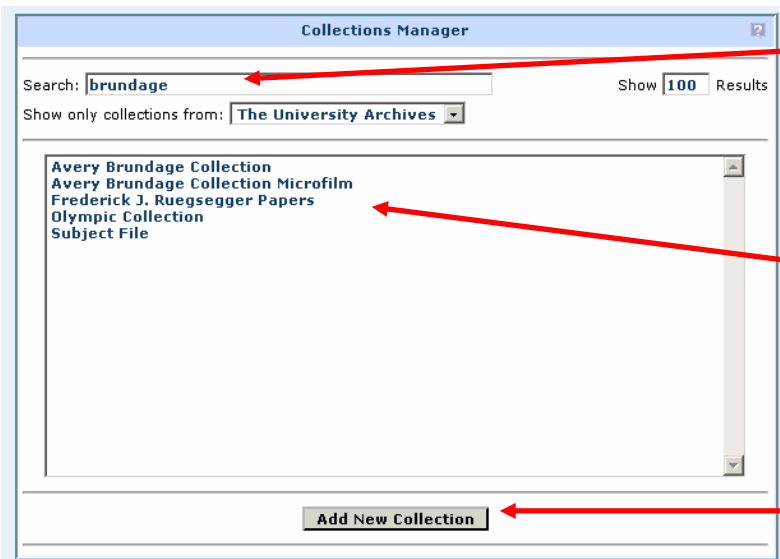 Collections Manager ?
Search: brundage Show 100 Results
Show only collections from: The University Archives
Avery Brundage Collection
Avery Brundage Collection Microfilm
Frederick J. Ruegsegger Papers
Olympic Collection
Subject File
Add New Collection